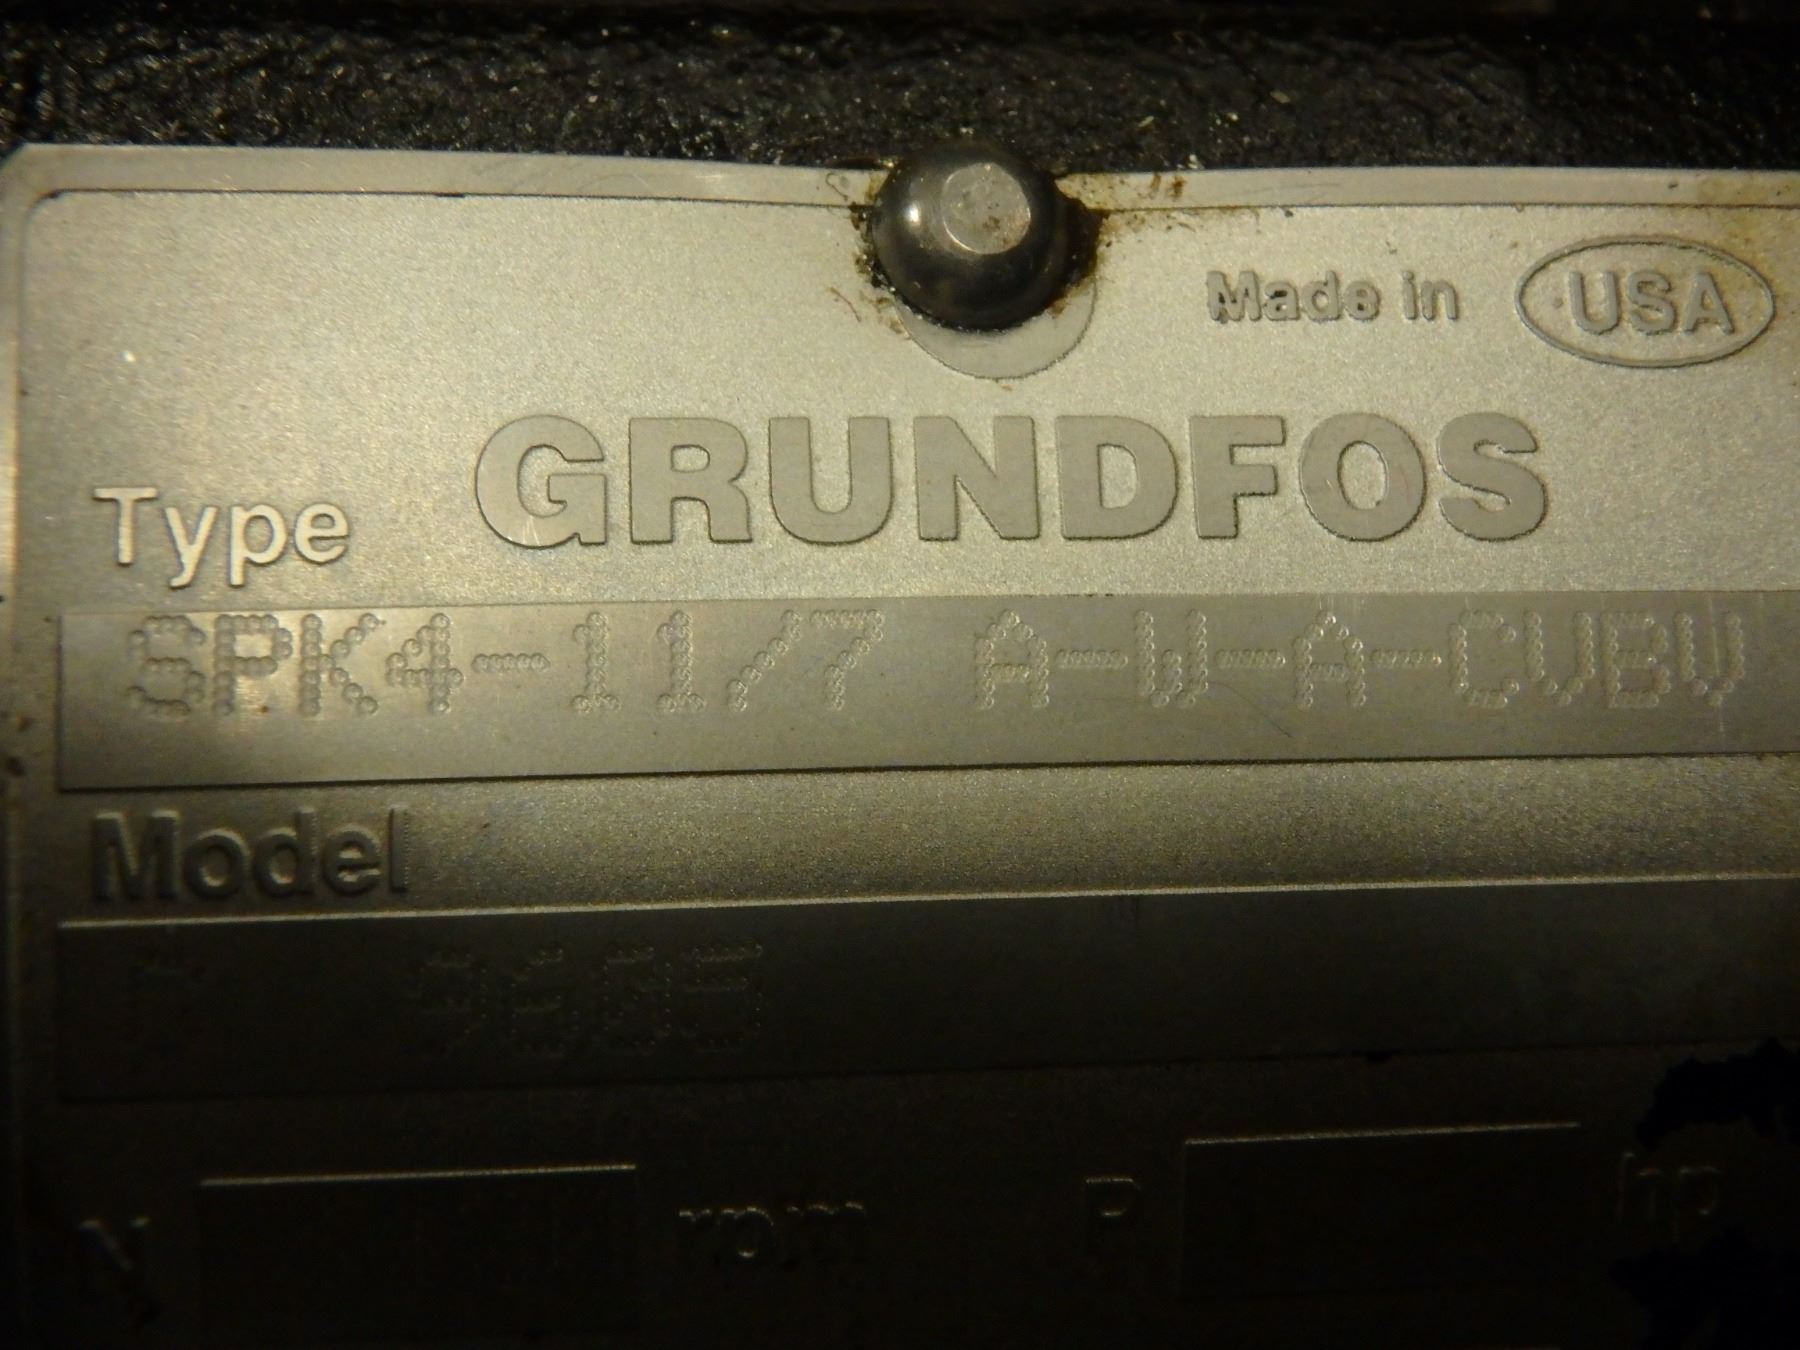 Made in USA
Type GRUNDFOS
SPK4-11/7 A-W-A-CUBV
Model
N rpm P hp